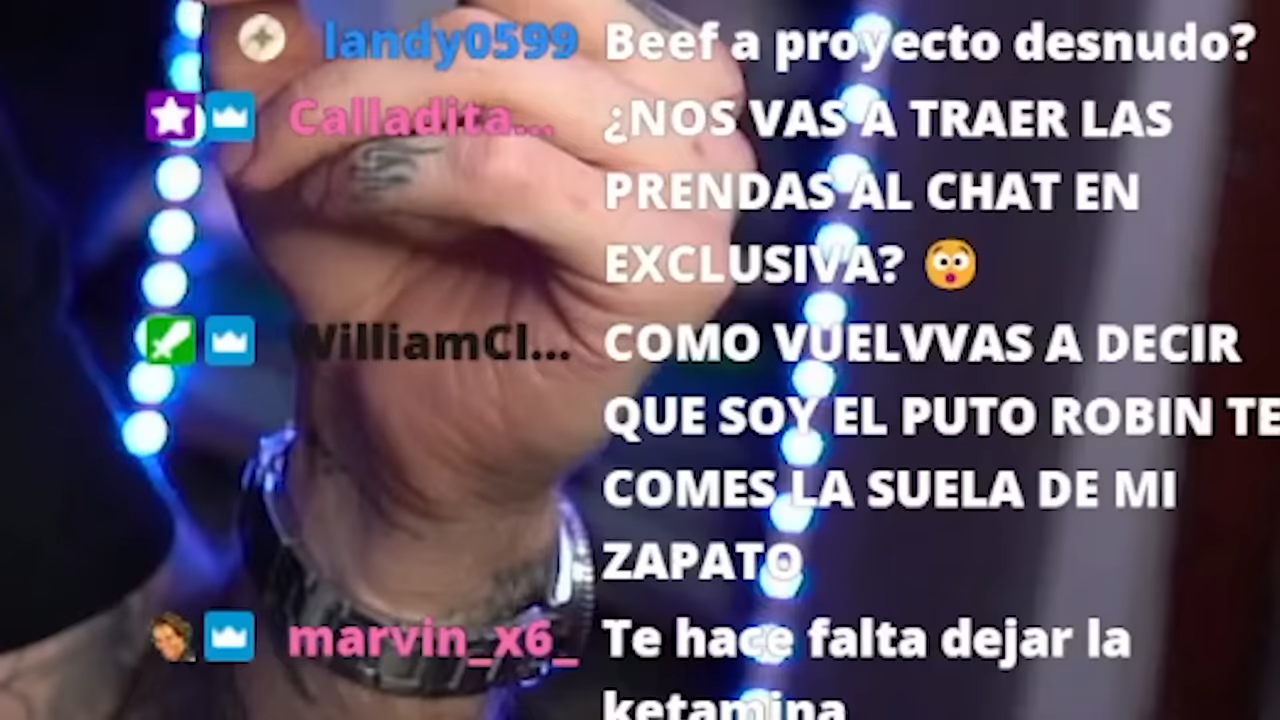 landy0599 Beef a proyecto desnudo?
Calladita... ¿NOS VAS A TRAER LAS
PRENDAS AL CHAT EN
EXCLUSIVA? 😳
WilliamCl... COMO VUELVVAS A DECIR
QUE SOY EL PUTO ROBIN TE
COMES LA SUELA DE MI
ZAPATO
marvin_x6_ Te hace falta dejar la
ketamina